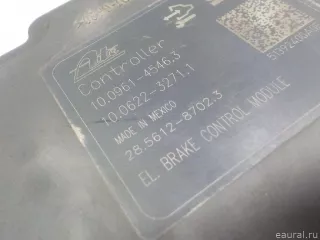 Ate
Controller
10.0961-4546.3
10.0622-3271.1
MADE IN MEXICO
28.5612-8702.3
EL. BRAKE CONTROL MODULE
eaural.ru